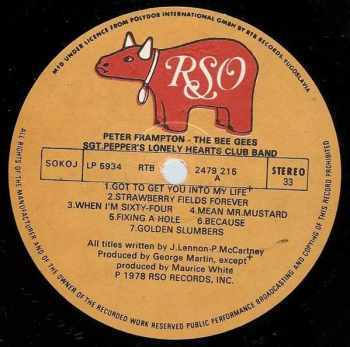 MFD UNDER LICENCE FROM POLYDOR INTERNATIONAL GMBH BY RTB RECORDS, YUGOSLAVIA
RSO
PETER FRAMPTON - THE BEE GEES
SGT.PEPPER'S LONELY HEARTS CLUB BAND
SOKOJ LP 5934 RTB 2479 215 STEREO
A 33
1.GOT TO GET YOU INTO MY LIFE+
2.STRAWBERRY FIELDS FOREVER
3.WHEN I'M SIXTY-FOUR 4.MEAN MR.MUSTARD
5.FIXING A HOLE 6.BECAUSE
7.GOLDEN SLUMBERS
All titles written by J.Lennon-P.McCartney
Produced by George Martin, except+
produced by Maurice White
P 1978 RSO RECORDS, INC.
ALL RIGHTS OF THE MANUFACTURER AND OF THE OWNER OF THE RECORDED WORK RESERVED PUBLIC PERFORMANCE BROADCASTING AND COPYING OF THIS RECORD PROHIBITED